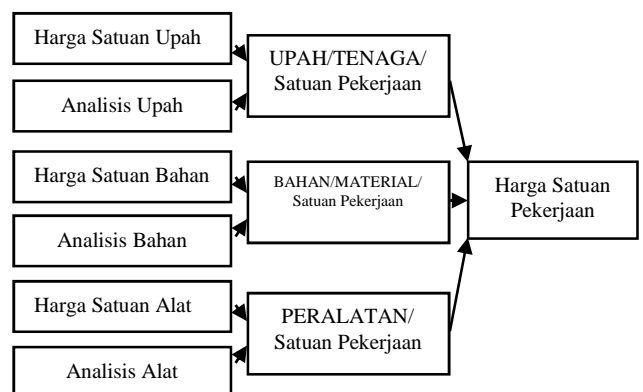 Harga Satuan Upah
Analisis Upah
UPAH/TENAGA/
Satuan Pekerjaan
Harga Satuan Bahan
Analisis Bahan
BAHAN/MATERIAL/
Satuan Pekerjaan
Harga Satuan Alat
Analisis Alat
PERALATAN/
Satuan Pekerjaan
Harga Satuan
Pekerjaan